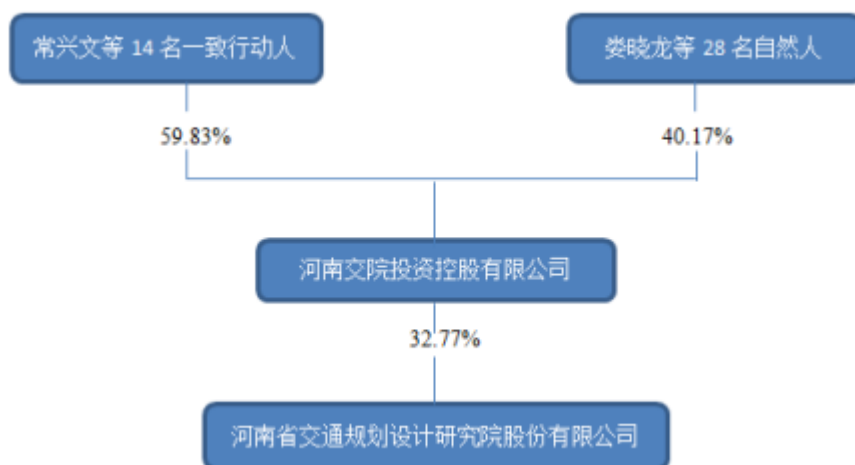 常兴文等 14 名一致行动人
娄晓龙等 28 名自然人
59.83%
40.17%
河南交院投资控股有限公司
32.77%
河南省交通规划设计研究院股份有限公司